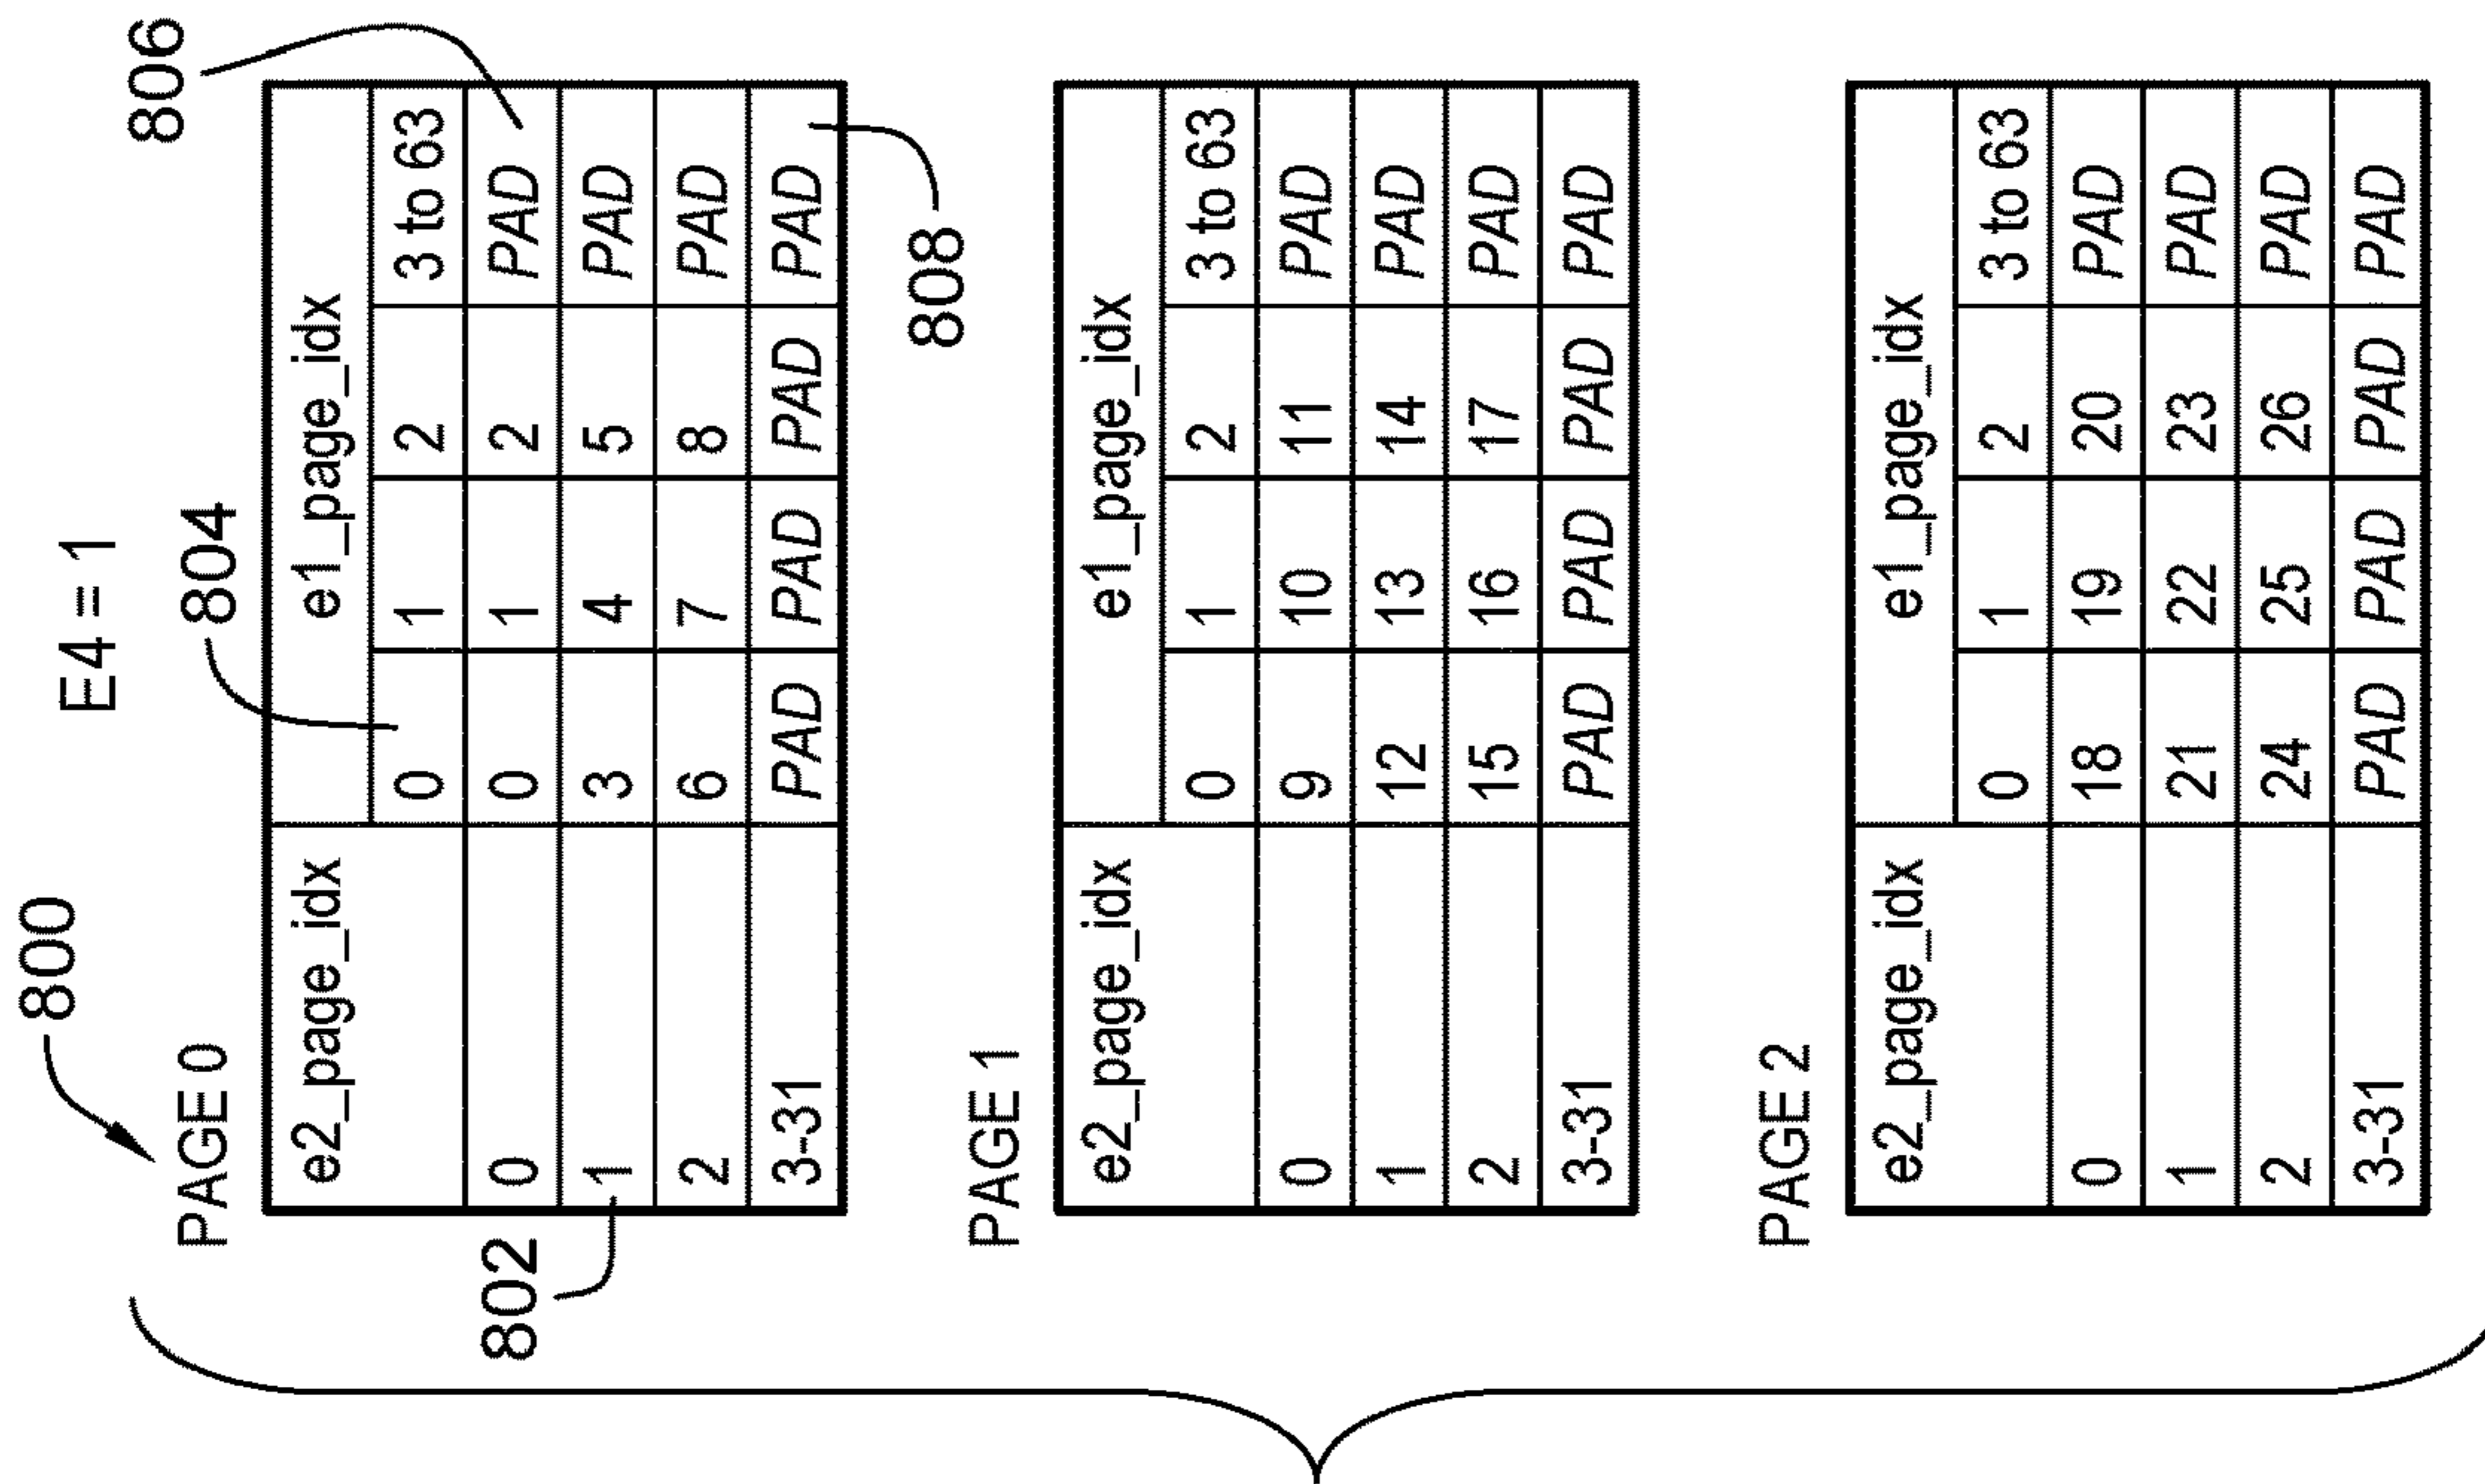 800
E4 = 1
PAGE 0
804
806
e2_page_idx e1_page_idx
0 1 2 3 to 63
0 0 1 2 PAD
1 3 4 5 PAD
2 6 7 8 PAD
3-31 PAD PAD PAD PAD
802
808
PAGE 1
e2_page_idx e1_page_idx
0 1 2 3 to 63
0 9 10 11 PAD
1 12 13 14 PAD
2 15 16 17 PAD
3-31 PAD PAD PAD PAD
PAGE 2
e2_page_idx e1_page_idx
0 1 2 3 to 63
0 18 19 20 PAD
1 21 22 23 PAD
2 24 25 26 PAD
3-31 PAD PAD PAD PAD